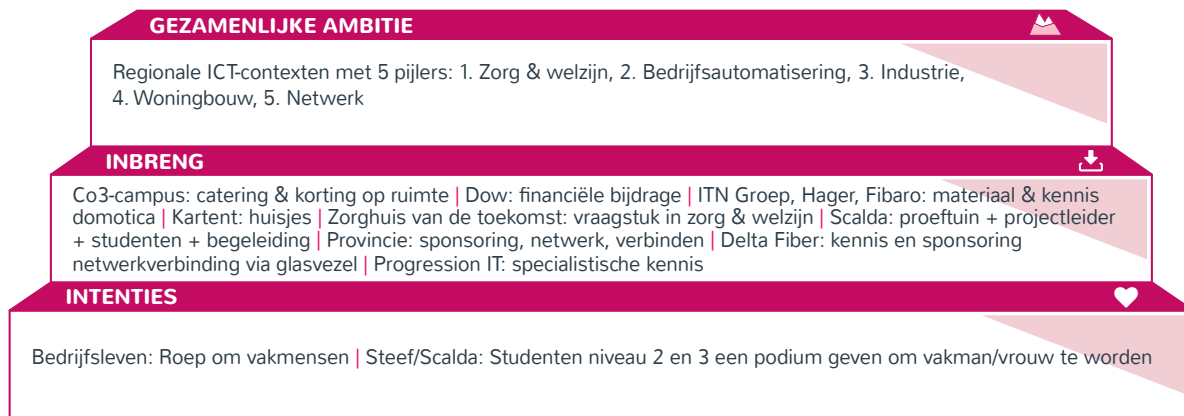 GEZAMENLIJKE AMBITIE
Regionale ICT-contexten met 5 pijlers: 1. Zorg & welzijn, 2. Bedrijfsautomatisering, 3. Industrie,
4. Woningbouw, 5. Netwerk
INBRENG
Co3-campus: catering & korting op ruimte | Dow: financiële bijdrage | ITN Groep, Hager, Fibaro: materiaal & kennis
domotica | Kartent: huisjes | Zorghuis van de toekomst: vraagstuk in zorg & welzijn | Scalda: proeftuin + projectleider
+ studenten + begeleiding | Provincie: sponsoring, netwerk, verbinden | Delta Fiber: kennis en sponsoring
netwerkverbinding via glasvezel | Progression IT: specialistische kennis
INTENTIES
Bedrijfsleven: Roep om vakmensen | Steef/Scalda: Studenten niveau 2 en 3 een podium geven om vakman/vrouw te worden